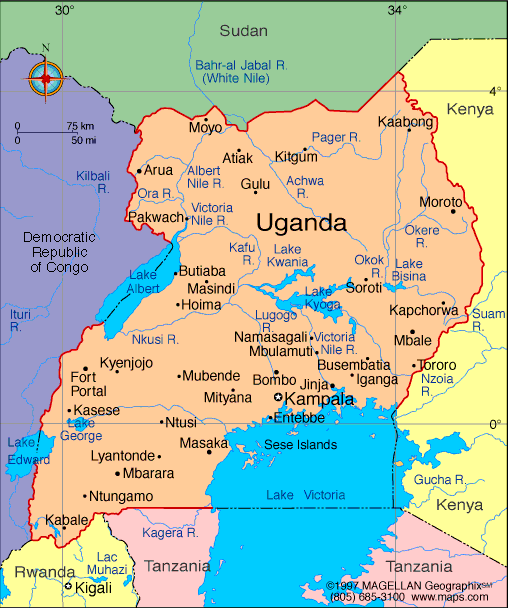 30°
34°
Sudan
N
Bahr-al Jabal R.
(White Nile)
4°
Kenya
0 75 km
0 50 mi
Moyo
Kaabong
Pager R.
Atiak
Kitgum
Kilbali
R.
Arua
Albert
Nile R.
Ora R.
Gulu
Achwa
R.
Moroto
Pakwach
Victoria
Nile R.
Uganda
Okere
R.
Democratic
Republic
of Congo
Kafu
R.
Lake
Kwania
Okok
R.
Lake
Bisina
Lake
Albert
Butiaba
Masindi
Soroti
Hoima
Lake
Kyoga
Kapchorwa
Ituri
R.
Lugogo
R.
Suam
R.
Nkusi R.
Namasagali
Victoria
Nile R.
Mbale
Mbulamuti
Kyenjojo
Busembatia
Tororo
Fort
Portal
Mubende
Bombo
Jinja
Iganga
Nzoia
R.
Mityana
Kampala
Kasese
Entebbe
Lake
George
Ntusi
0°
Lake
Edward
Masaka
Sese Islands
Lyantonde
Mbarara
Gucha R.
Ntungamo
Lake Victoria
Kenya
Kabale
Kagera R.
Lac
Muhazi
Tanzania
Tanzania
Rwanda
Kigali
©1997 MAGELLAN Geographix℠
(805) 685-3100 www.maps.com